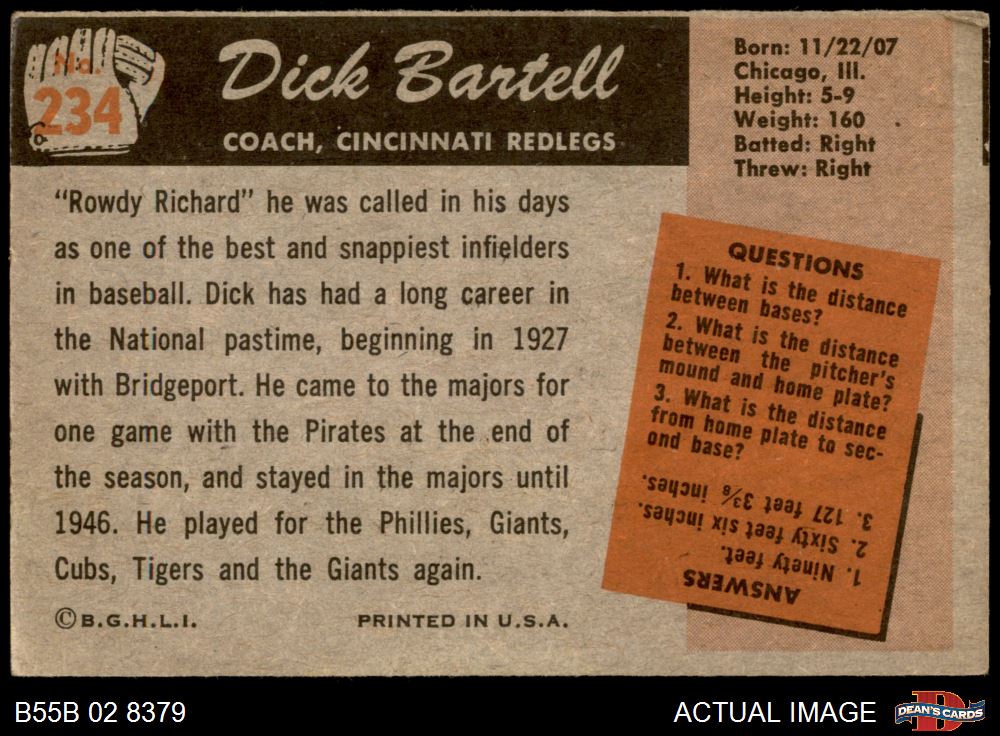 No.
234
Dick Bartell
COACH, CINCINNATI REDLEGS
Born: 11/22/07
Chicago, Ill.
Height: 5-9
Weight: 160
Batted: Right
Threw: Right
“Rowdy Richard” he was called in his days
as one of the best and snappiest infielders
in baseball. Dick has had a long career in
the National pastime, beginning in 1927
with Bridgeport. He came to the majors for
one game with the Pirates at the end of
the season, and stayed in the majors until
1946. He played for the Phillies, Giants,
Cubs, Tigers and the Giants again.
©B.G.H.L.I.
PRINTED IN U.S.A.
QUESTIONS
1. What is the distance
between bases?
2. What is the distance
between the pitcher's
mound and home plate?
3. What is the distance
from home plate to sec-
ond base?
ANSWERS
1. Ninety feet.
2. Sixty feet six inches.
3. 127 feet 3⅜ inches.
B55B 02 8379
ACTUAL IMAGE
D
DEAN'S CARDS